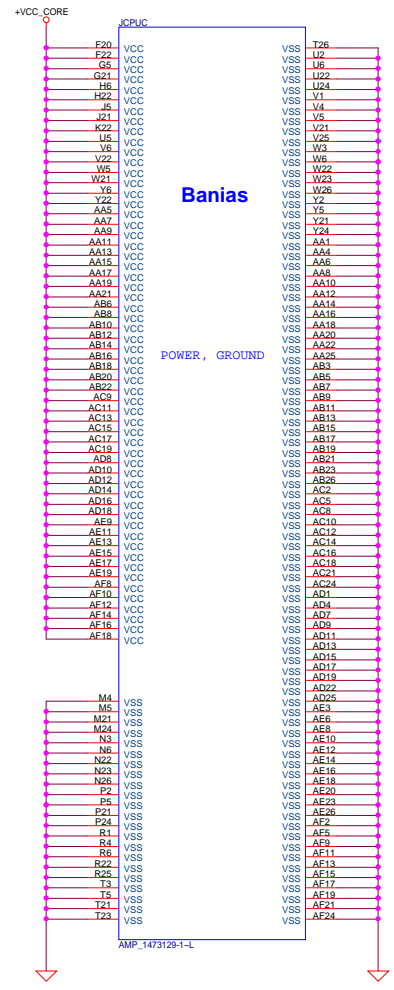 +VCC_CORE
JCPUC
F20 VCC VSS T26
F22 VCC VSS U2
G5 VCC VSS U6
G21 VCC VSS U22
H6 VCC VSS U24
H22 VCC VSS V1
J5 VCC VSS V4
J21 VCC VSS V5
K22 VCC VSS V21
U5 VCC VSS V25
V6 VCC VSS W3
V22 VCC VSS W6
W5 VCC VSS W22
W21 VCC VSS W23
Y6 VCC Banias VSS W26
Y22 VCC VSS Y2
AA5 VCC VSS Y5
AA7 VCC VSS Y21
AA9 VCC VSS Y24
AA11 VCC VSS AA1
AA13 VCC VSS AA4
AA15 VCC VSS AA6
AA17 VCC VSS AA8
AA19 VCC VSS AA10
AA21 VCC VSS AA12
AB6 VCC VSS AA14
AB8 VCC VSS AA16
AB10 VCC VSS AA18
AB12 VCC VSS AA20
AB14 VCC VSS AA22
AB16 VCC POWER, GROUND VSS AA25
AB18 VCC VSS AB3
AB20 VCC VSS AB5
AB22 VCC VSS AB7
AC9 VCC VSS AB9
AC11 VCC VSS AB11
AC13 VCC VSS AB13
AC15 VCC VSS AB15
AC17 VCC VSS AB17
AC19 VCC VSS AB19
AD8 VCC VSS AB21
AD10 VCC VSS AB23
AD12 VCC VSS AB26
AD14 VCC VSS AC2
AD16 VCC VSS AC5
AD18 VCC VSS AC8
AE9 VCC VSS AC10
AE11 VCC VSS AC12
AE13 VCC VSS AC14
AE15 VCC VSS AC16
AE17 VCC VSS AC18
AE19 VCC VSS AC21
AF8 VCC VSS AC24
AF10 VCC VSS AD1
AF12 VCC VSS AD4
AF14 VCC VSS AD7
AF16 VCC VSS AD9
AF18 VCC VSS AD11
VSS AD13
VSS AD15
VSS AD17
VSS AD19
VSS AD22
M4 VSS VSS AD25
M5 VSS VSS AE3
M21 VSS VSS AE6
M24 VSS VSS AE8
N3 VSS VSS AE10
N6 VSS VSS AE12
N22 VSS VSS AE14
N23 VSS VSS AE16
N26 VSS VSS AE18
P2 VSS VSS AE20
P5 VSS VSS AE23
P21 VSS VSS AE26
P24 VSS VSS AF2
R1 VSS VSS AF5
R4 VSS VSS AF9
R6 VSS VSS AF11
R22 VSS VSS AF13
R25 VSS VSS AF15
T3 VSS VSS AF17
T5 VSS VSS AF19
T21 VSS VSS AF21
T23 VSS VSS AF24
AMP_1473129-1~L